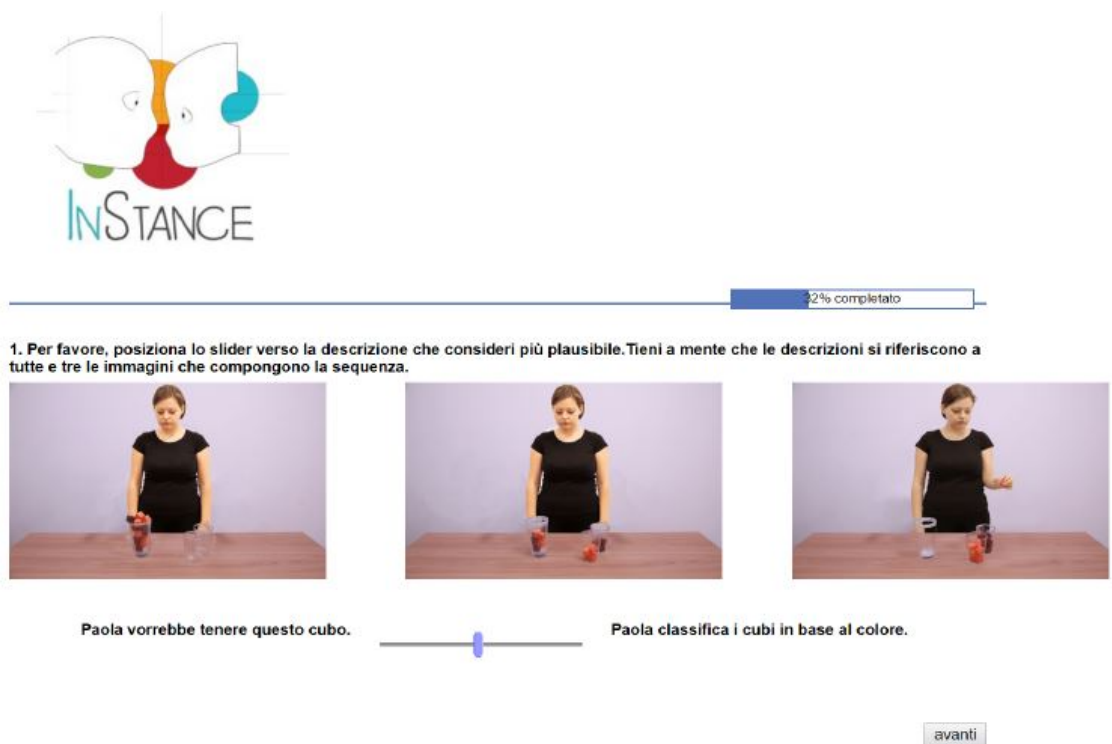 INSTANCE
32% completato
1. Per favore, posiziona lo slider verso la descrizione che consideri più plausibile.Tieni a mente che le descrizioni si riferiscono a
tutte e tre le immagini che compongono la sequenza.
Paola vorrebbe tenere questo cubo.
Paola classifica i cubi in base al colore.
avanti